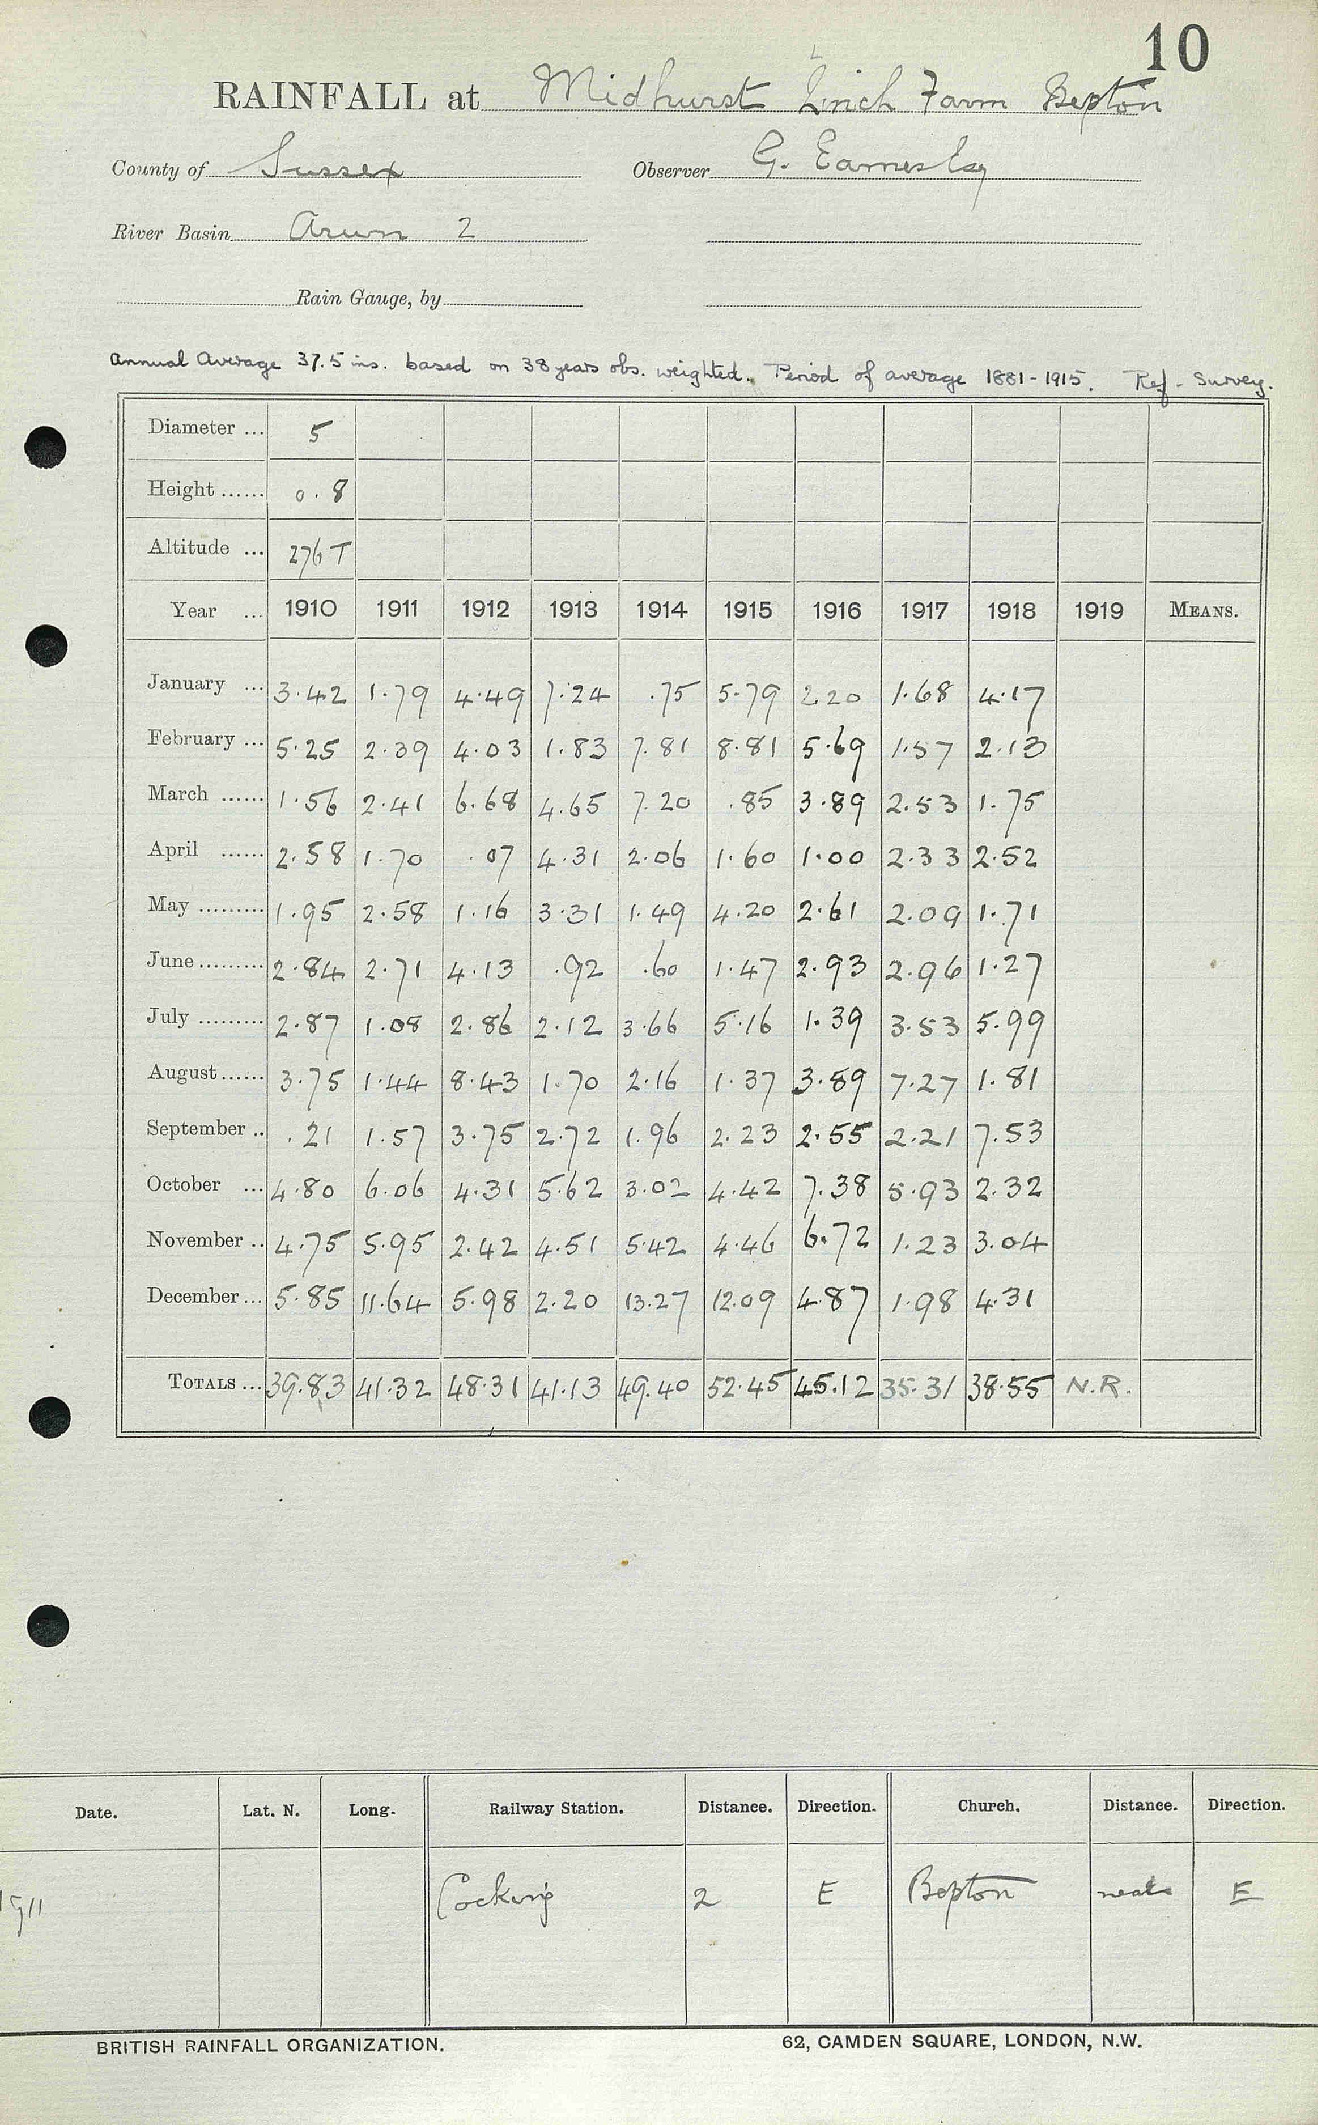 10
RAINFALL at Midhurst Linch Farm Bepton
County of Sussex Observer G. Eames Esq
River Basin Arun 2
Rain Gauge, by
Annual Average 37.5 ins. based on 38 years obs. weighted. Period of average 1881-1915. Ref - Survey.
Diameter ... 5
Height ...... 0.8
Altitude ... 276 T
Year ... 1910 1911 1912 1913 1914 1915 1916 1917 1918 1919 MEANS.
January ... 3.42 1.79 4.49 7.24 .75 5.79 2.20 1.68 4.17
February ... 5.25 2.39 4.03 1.83 7.81 8.81 5.69 1.57 2.13
March ...... 1.56 2.41 6.68 4.65 7.20 .85 3.89 2.53 1.75
April ...... 2.58 1.70 .07 4.31 2.06 1.60 1.00 2.33 2.52
May ......... 1.95 2.58 1.16 3.31 1.49 4.20 2.61 2.09 1.71
June ......... 2.84 2.71 4.13 .92 .60 1.47 2.93 2.96 1.27
July ......... 2.87 1.08 2.86 2.12 3.66 5.16 1.39 3.53 5.99
August ...... 3.75 1.44 8.43 1.70 2.16 1.37 3.89 7.27 1.81
September .. .21 1.57 3.75 2.72 1.96 2.23 2.55 2.21 7.53
October ... 4.80 6.06 4.31 5.62 3.02 4.42 7.38 5.93 2.32
November .. 4.75 5.95 2.42 4.51 5.42 4.46 6.72 1.23 3.04
December ... 5.85 11.64 5.98 2.20 13.27 12.09 4.87 1.98 4.31
TOTALS ... 39.83 41.32 48.31 41.13 49.40 52.45 45.12 35.31 38.55 N.R.
Date. Lat. N. Long. Railway Station. Distance. Direction. Church. Distance. Direction.
1911 Cocking 2 E Bepton near E
BRITISH RAINFALL ORGANIZATION. 62, CAMDEN SQUARE, LONDON, N.W.